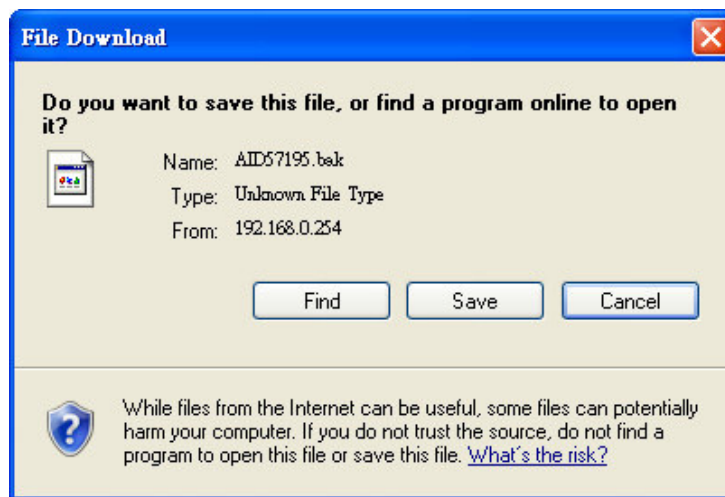 File Download
Do you want to save this file, or find a program online to open
it?
Name: AID57195.bak
Type: Unknown File Type
From: 192.168.0.254
Find Save Cancel
While files from the Internet can be useful, some files can potentially
harm your computer. If you do not trust the source, do not find a
program to open this file or save this file. What's the risk?